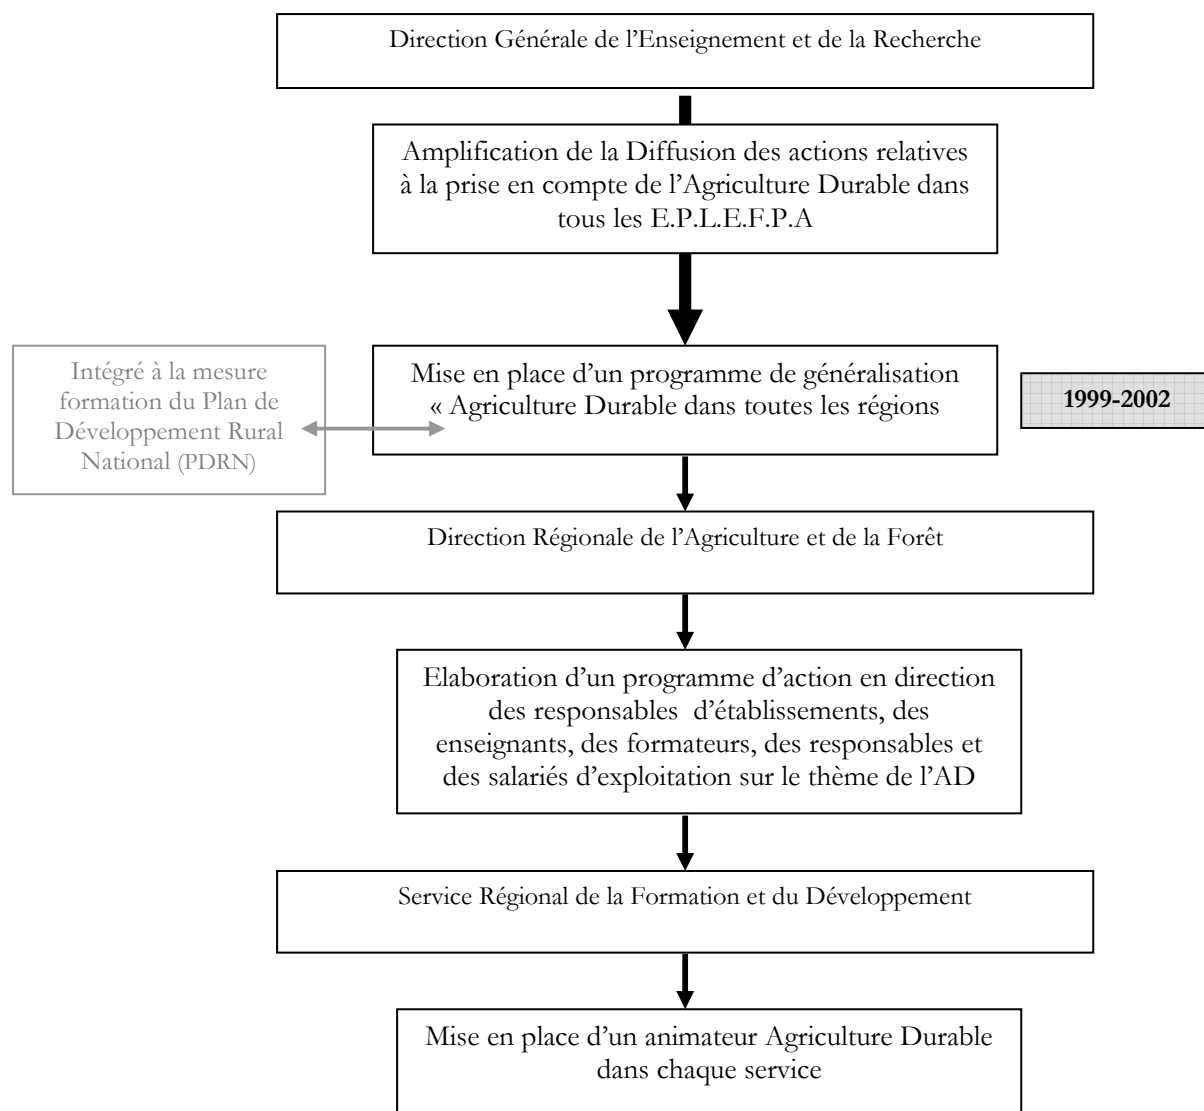 Direction Générale de l’Enseignement et de la Recherche
Amplification de la Diffusion des actions relatives
à la prise en compte de l’Agriculture Durable dans
tous les E.P.L.E.F.P.A
Intégré à la mesure
formation du Plan de
Développement Rural
National (PDRN)
Mise en place d’un programme de généralisation
« Agriculture Durable dans toutes les régions
1999-2002
Direction Régionale de l’Agriculture et de la Forêt
Elaboration d’un programme d’action en direction
des responsables d’établissements, des
enseignants, des formateurs, des responsables et
des salariés d’exploitation sur le thème de l’AD
Service Régional de la Formation et du Développement
Mise en place d’un animateur Agriculture Durable
dans chaque service